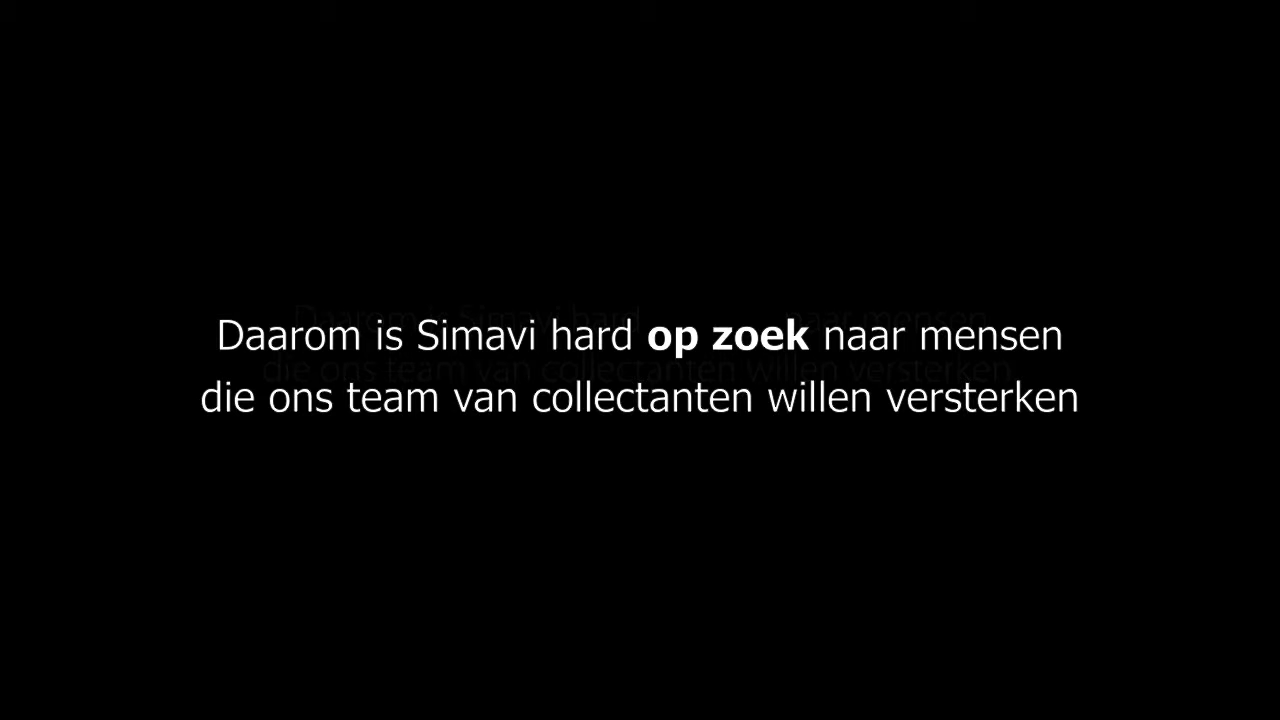 Daarom is Simavi hard op zoek naar mensen
die ons team van collectanten willen versterken